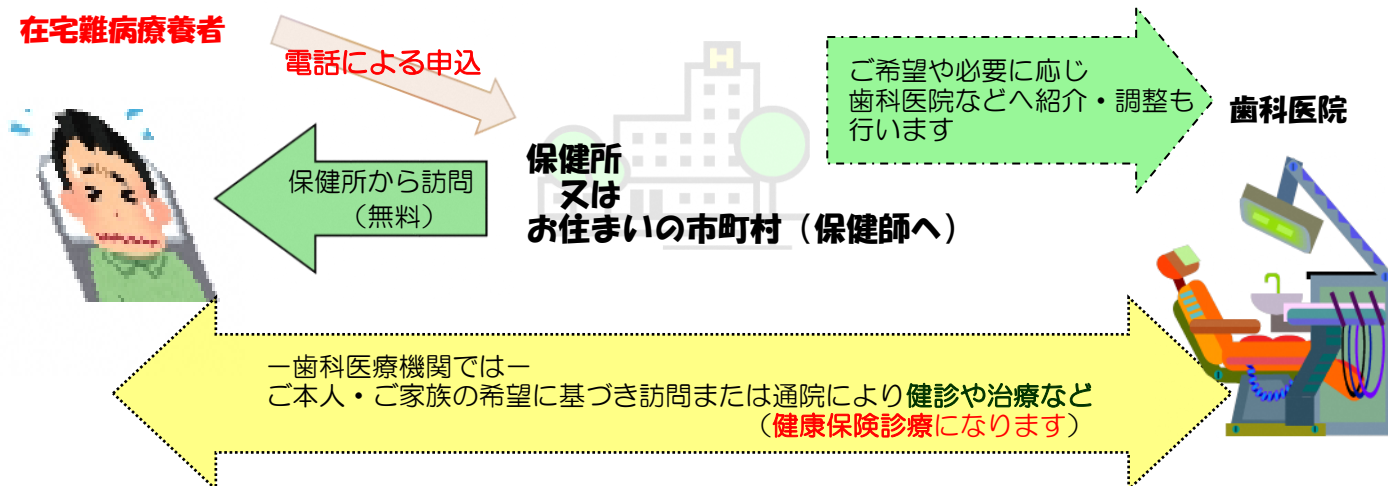 在宅難病療養者
電話による申込
保健所から訪問
（無料）
H
保健所
又は
お住まいの市町村（保健師へ）
ご希望や必要に応じ
歯科医院などへ紹介・調整も
行います
歯科医院
ー歯科医療機関ではー
ご本人・ご家族の希望に基づき訪問または通院により健診や治療など
（健康保険診療になります）